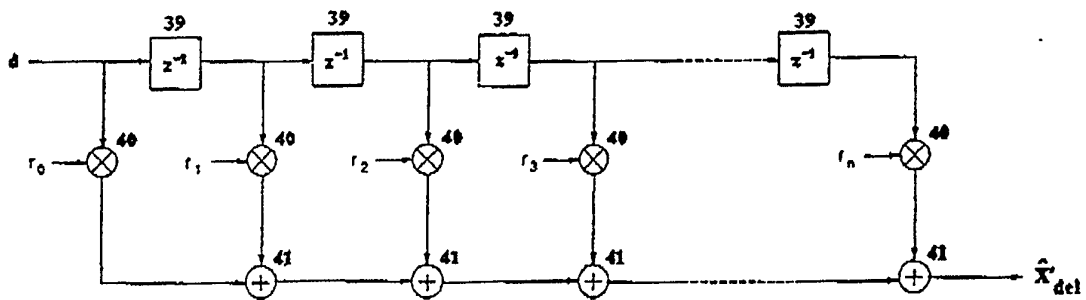 39 39 39 39
d z⁻¹ z⁻¹ z⁻¹ z⁻¹
40 40 40 40 40
r₀ r₁ r₂ r₃ rₙ
41 41 41 41
X̂'del